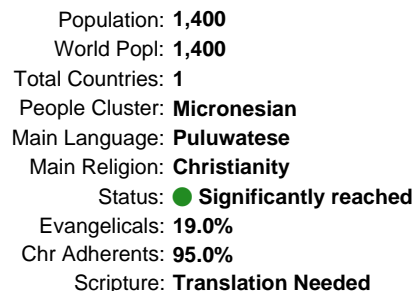 Population: 1,400
World Popl: 1,400
Total Countries: 1
People Cluster: Micronesian
Main Language: Puluwatese
Main Religion: Christianity
Status: Significantly reached
Evangelicals: 19.0%
Chr Adherents: 95.0%
Scripture: Translation Needed